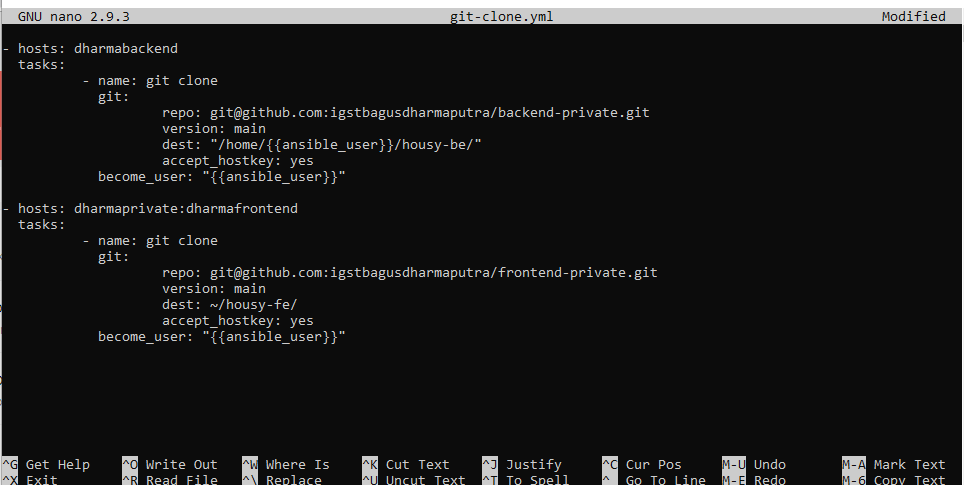 GNU nano 2.9.3 git-clone.yml Modified
- hosts: dharmabackend
tasks:
- name: git clone
git:
repo: git@github.com:igstbagusdharmaputra/backend-private.git
version: main
dest: "/home/{{ansible_user}}/housy-be/"
accept_hostkey: yes
become_user: "{{ansible_user}}"
- hosts: dharmaprivate:dharmafrontend
tasks:
- name: git clone
git:
repo: git@github.com:igstbagusdharmaputra/frontend-private.git
version: main
dest: ~/housy-fe/
accept_hostkey: yes
become_user: "{{ansible_user}}"
^G Get Help ^O Write Out ^W Where Is ^K Cut Text ^J Justify ^C Cur Pos M-U Undo M-A Mark Text
^X Exit ^R Read File ^\ Replace ^U Uncut Text ^T To Spell ^_ Go To Line M-E Redo M-6 Copy Text